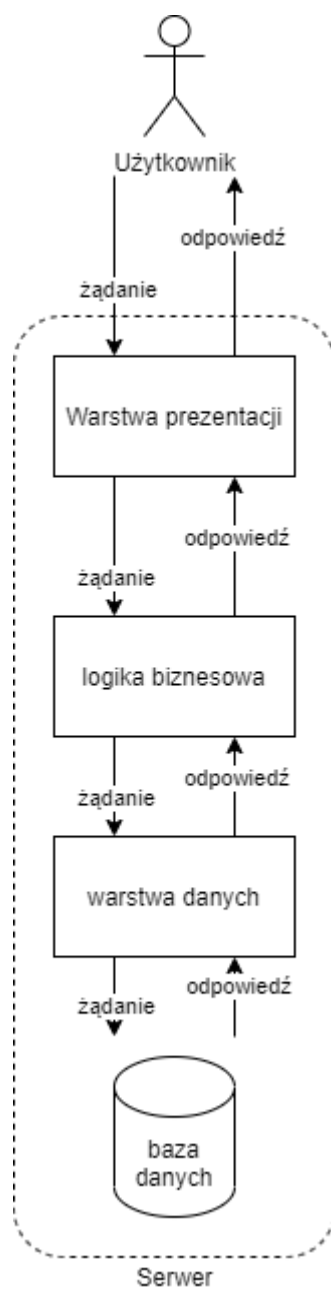 Użytkownik
odpowiedź
żądanie
Warstwa prezentacji
odpowiedź
żądanie
logika biznesowa
odpowiedź
żądanie
warstwa danych
odpowiedź
żądanie
baza
danych
Serwer